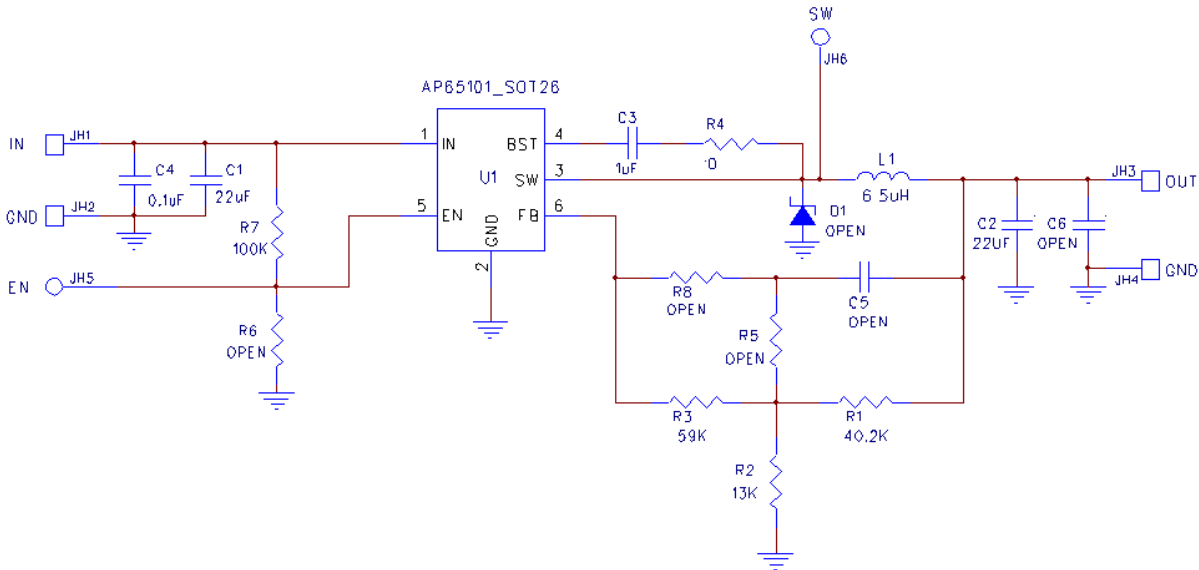 SW
JH6
AP65101_SOT26
IN
JH1
1
IN
BST
4
C3
1uF
R4
0
C4
0.1uF
C1
22uF
U1
SW
3
L1
6.5uH
JH3
OUT
GND
JH2
5
EN
FB
6
GND
2
D1
OPEN
C2
22UF
C6
OPEN
R7
100K
JH4
GND
EN
JH5
R8
OPEN
C5
OPEN
R6
OPEN
R5
OPEN
R3
59K
R1
40.2K
R2
13K